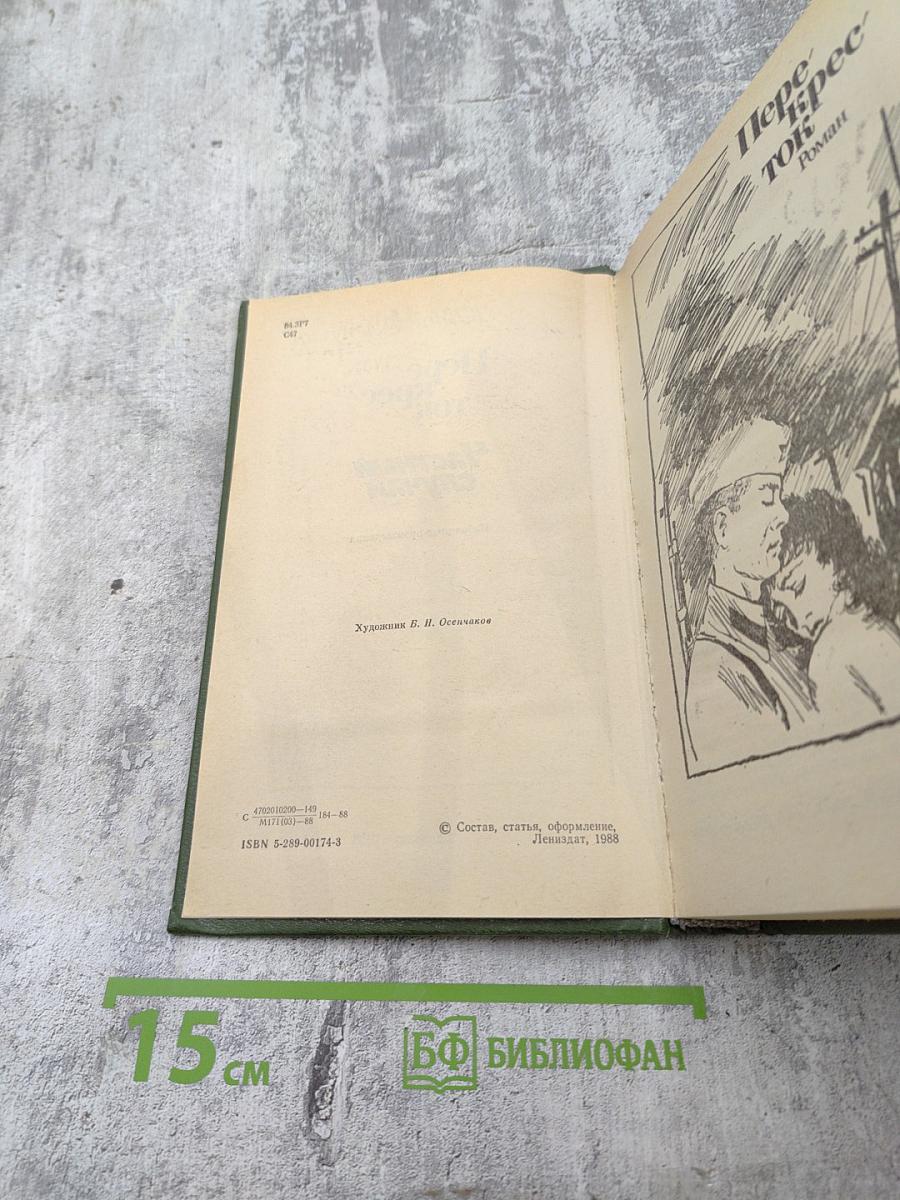 84.3Р7
С47
Художник Б. Н. Осенчаков
С 4702010200—149
М171(03)—88 184—88
ISBN 5-289-00174-3
© Состав, статья, оформление,
Лениздат, 1988
Пере/
крес/
ток
Роман
15 см
БФ БИБЛИОФАН